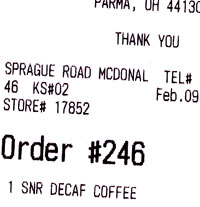 PARMA, OH 44130
THANK YOU
SPRAGUE ROAD MCDONAL TEL#
46 KS#02 Feb.09
STORE# 17852
Order #246
1 SNR DECAF COFFEE